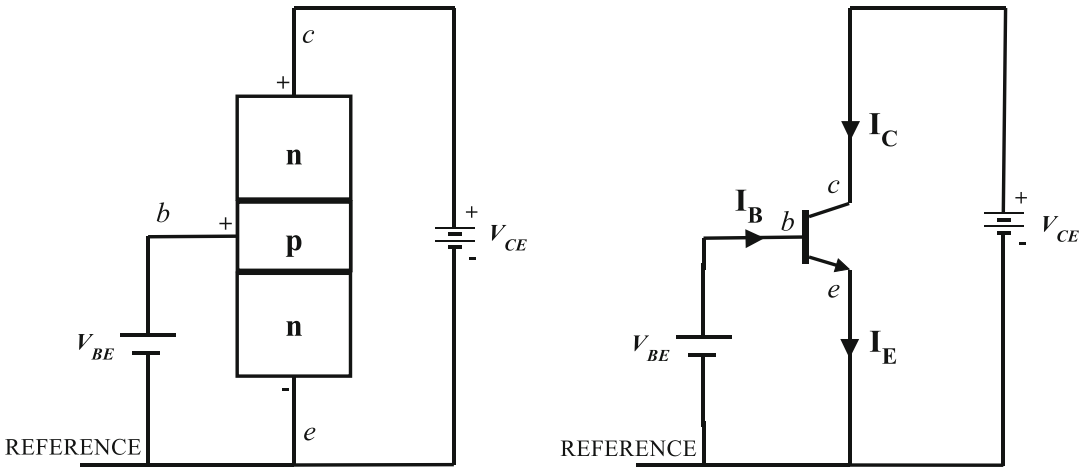 c
+
n
b
+
p
+
V_CE
-
n
V_BE
-
e
REFERENCE
I_C
c
I_B
b
+
V_CE
-
e
V_BE
I_E
REFERENCE